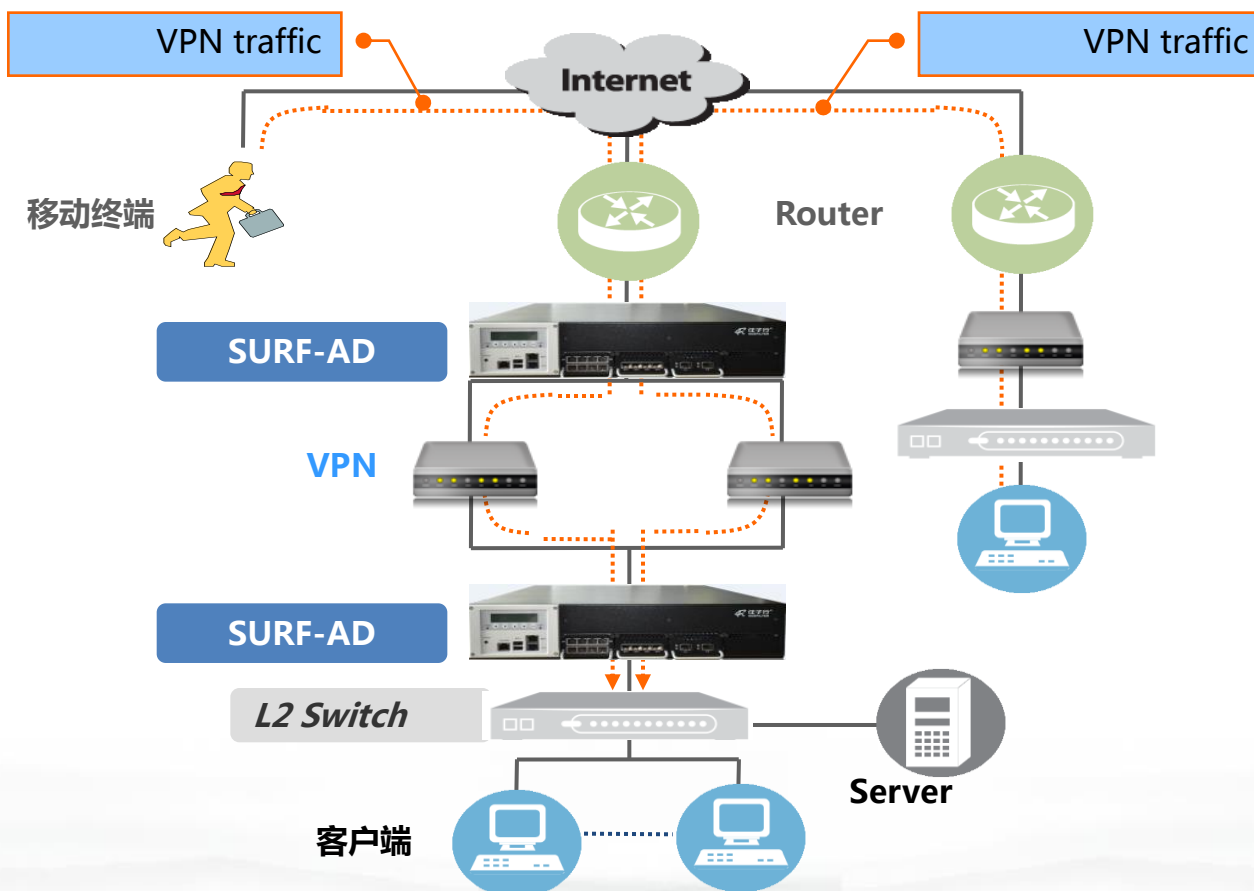 VPN traffic
VPN traffic
Internet
移动终端
Router
SURF-AD
VPN
SURF-AD
L2 Switch
Server
客户端